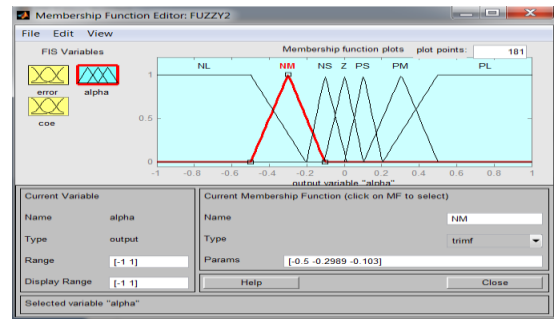 Membership Function Editor: FUZZY2
File Edit View
FIS Variables
Membership function plots plot points: 181
error alpha
coe
NL NM NS Z PS PM PL
1
0.5
0
-1 -0.8 -0.6 -0.4 -0.2 0 0.2 0.4 0.6 0.8 1
output variable "alpha"
Current Variable
Current Membership Function (click on MF to select)
Name alpha
Name NM
Type output
Type trimf
Range [-1 1]
Params [-0.5 -0.2989 -0.103]
Display Range [-1 1]
Help Close
Selected variable "alpha"